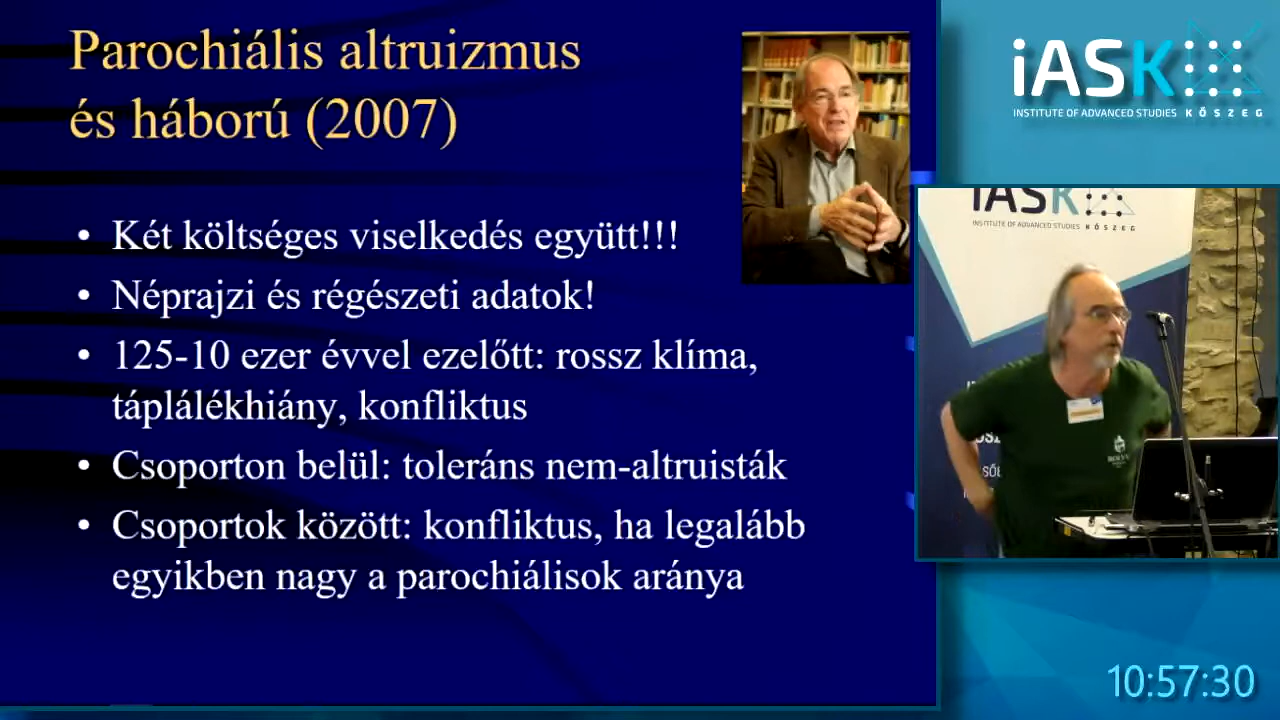 Parochiális altruizmus
és háború (2007)
• Két költséges viselkedés együtt!!!
• Néprajzi és régészeti adatok!
• 125-10 ezer évvel ezelőtt: rossz klíma,
táplálékhiány, konfliktus
• Csoporton belül: toleráns nem-altruisták
• Csoportok között: konfliktus, ha legalább
egyikben nagy a parochiálisok aránya
iASK
INSTITUTE OF ADVANCED STUDIES KŐSZEG
iASK
INSTITUTE OF ADVANCED STUDIES KŐSZEG
10:57:30